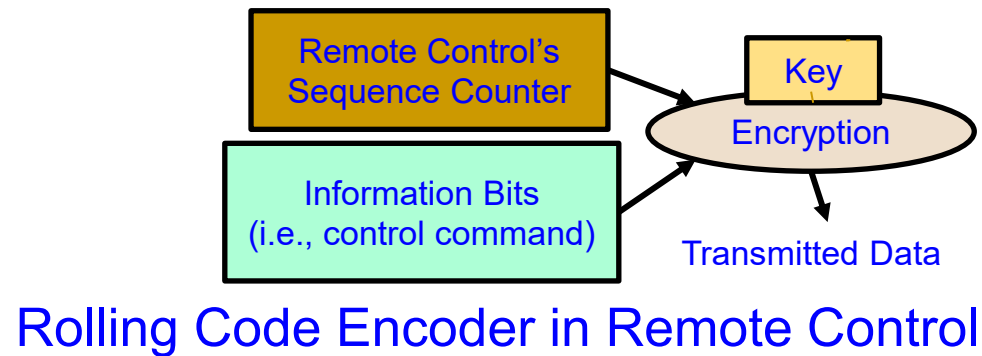 Remote Control's
Sequence Counter
Key
Encryption
Information Bits
(i.e., control command)
Transmitted Data
Rolling Code Encoder in Remote Control